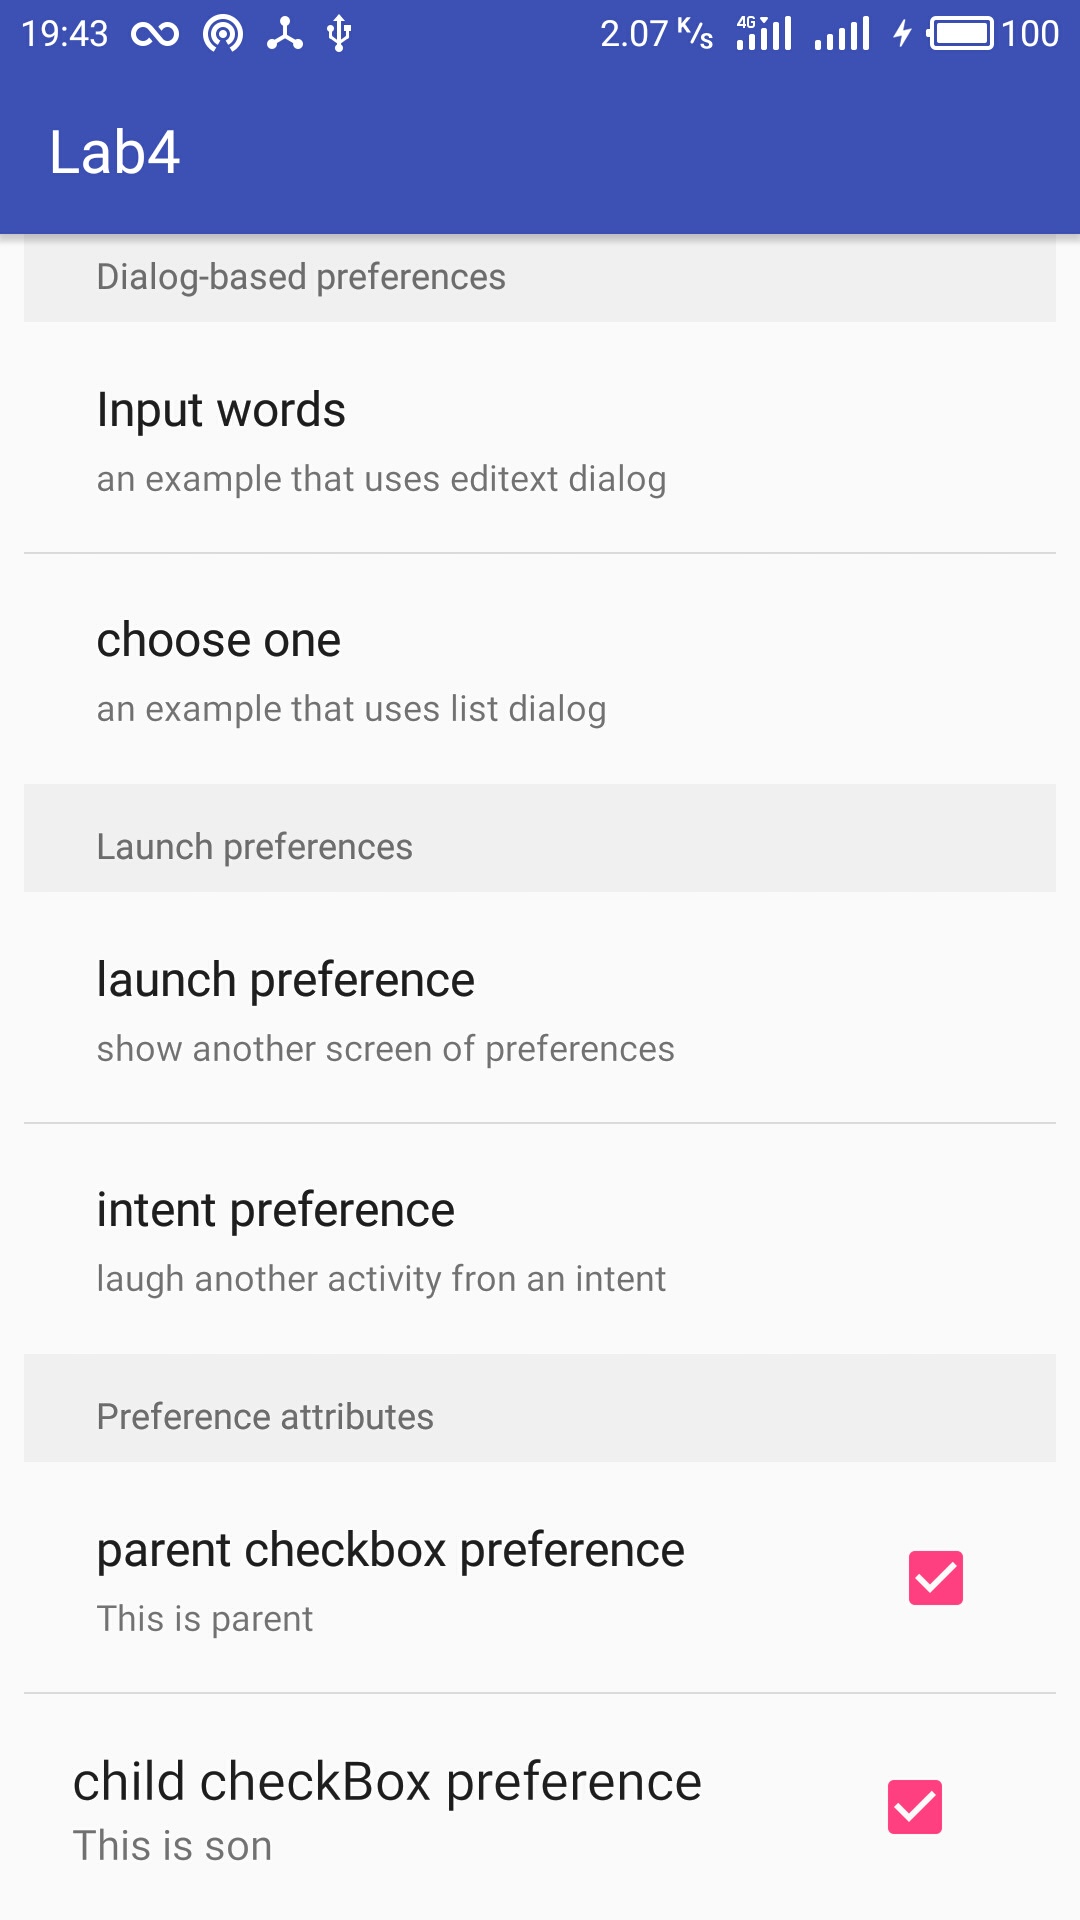 19:43 2.07 K/s 4G 100
Lab4
Dialog-based preferences
Input words
an example that uses editext dialog
choose one
an example that uses list dialog
Launch preferences
launch preference
show another screen of preferences
intent preference
laugh another activity fron an intent
Preference attributes
parent checkbox preference
This is parent
child checkBox preference
This is son